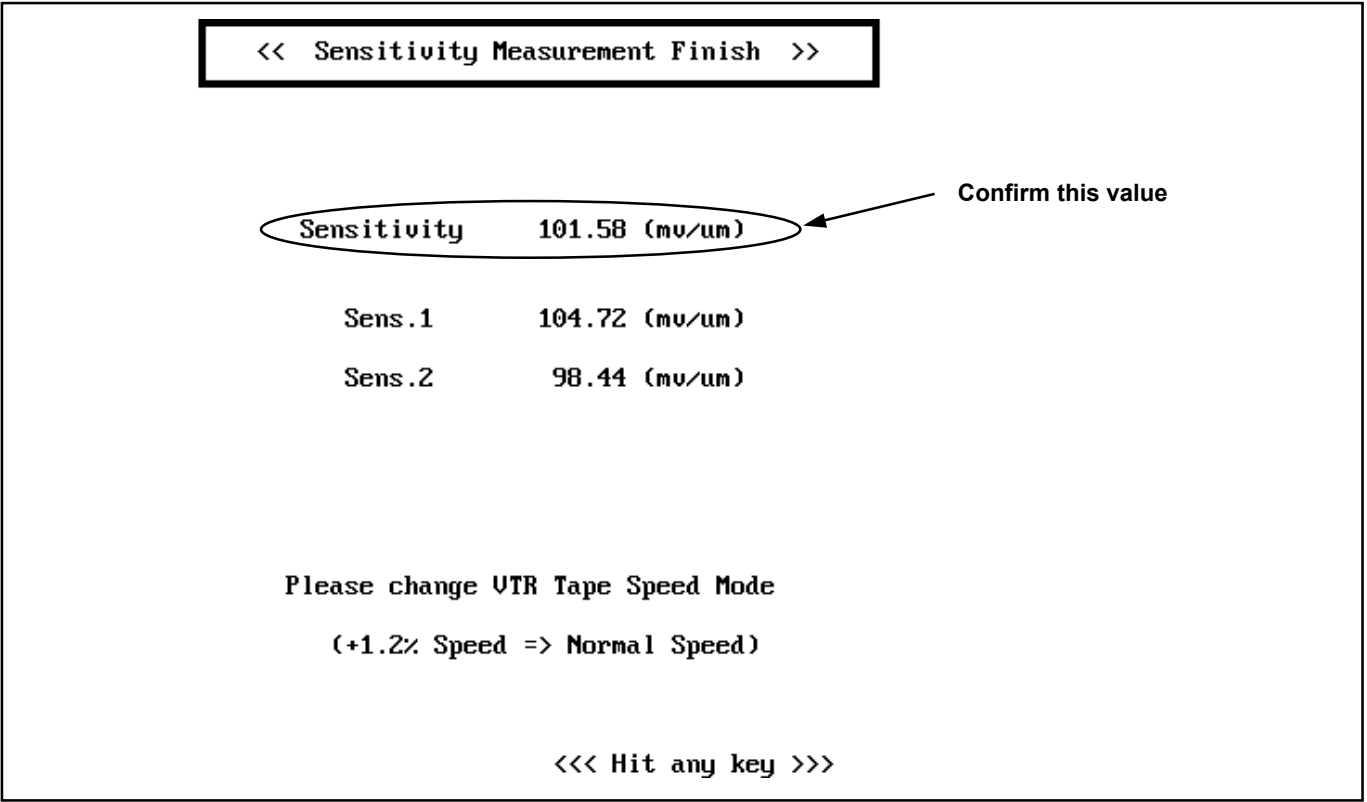 << Sensitivity Measurement Finish >>
Confirm this value
Sensitivity 101.58 (mv/um)
Sens.1 104.72 (mv/um)
Sens.2 98.44 (mv/um)
Please change VTR Tape Speed Mode
(+1.2% Speed => Normal Speed)
<<< Hit any key >>>